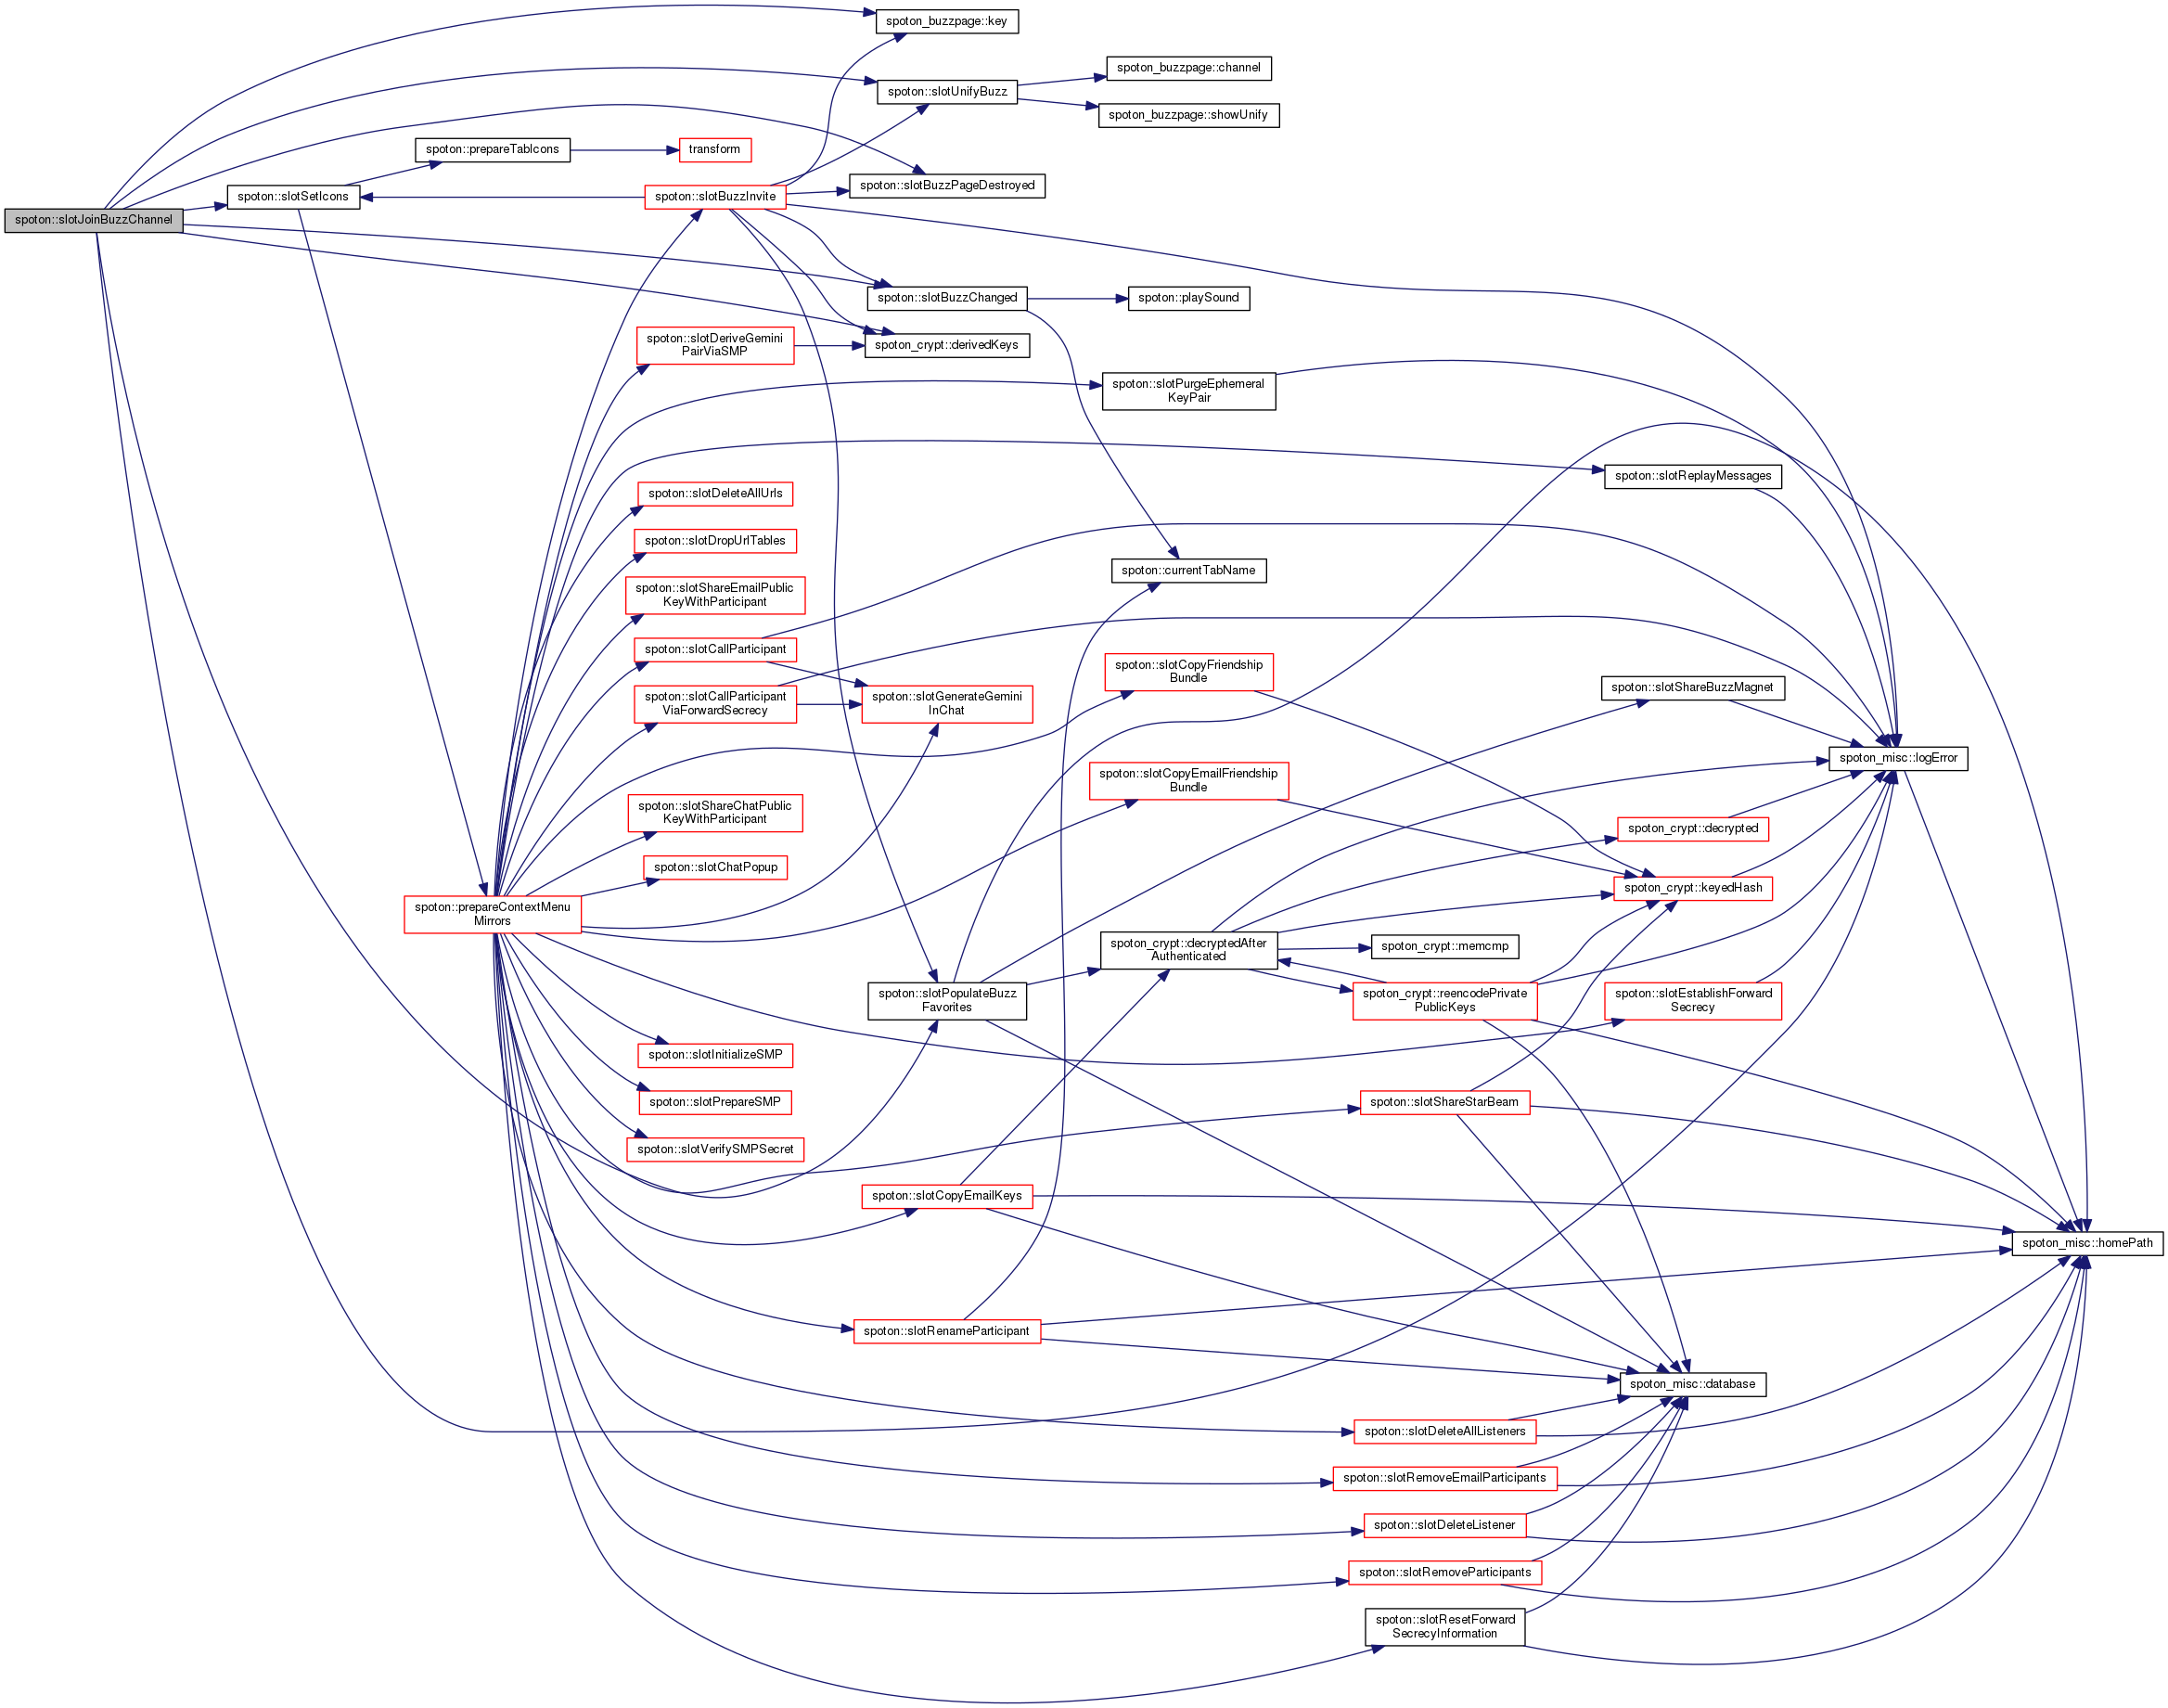 spoton_buzzpage::key
spoton_buzzpage::channel
spoton::slotUnifyBuzz
spoton_buzzpage::showUnify
spoton::prepareTabIcons
transform
spoton::slotBuzzPageDestroyed
spoton::slotSetIcons
spoton::slotBuzzInvite
spoton::slotJoinBuzzChannel
spoton::slotBuzzChanged
spoton::playSound
spoton::slotDeriveGemini
PairViaSMP
spoton_crypt::derivedKeys
spoton::slotPurgeEphemeral
KeyPair
spoton::slotReplayMessages
spoton::slotDeleteAllUrls
spoton::slotDropUrlTables
spoton::currentTabName
spoton::slotShareEmailPublic
KeyWithParticipant
spoton::slotCallParticipant
spoton::slotCopyFriendship
Bundle
spoton::slotShareBuzzMagnet
spoton::slotCallParticipant
ViaForwardSecrecy
spoton::slotGenerateGemini
InChat
spoton_misc::logError
spoton::slotCopyEmailFriendship
Bundle
spoton::slotShareChatPublic
KeyWithParticipant
spoton_crypt::decrypted
spoton::slotChatPopup
spoton_crypt::keyedHash
spoton::prepareContextMenu
Mirrors
spoton_crypt::decryptedAfter
Authenticated
spoton_crypt::memcmp
spoton::slotPopulateBuzz
Favorites
spoton_crypt::reencodePrivate
PublicKeys
spoton::slotEstablishForward
Secrecy
spoton::slotInitializeSMP
spoton::slotPrepareSMP
spoton::slotShareStarBeam
spoton::slotVerifySMPSecret
spoton::slotCopyEmailKeys
spoton_misc::homePath
spoton::slotRenameParticipant
spoton_misc::database
spoton::slotDeleteAllListeners
spoton::slotRemoveEmailParticipants
spoton::slotDeleteListener
spoton::slotRemoveParticipants
spoton::slotResetForward
SecrecyInformation